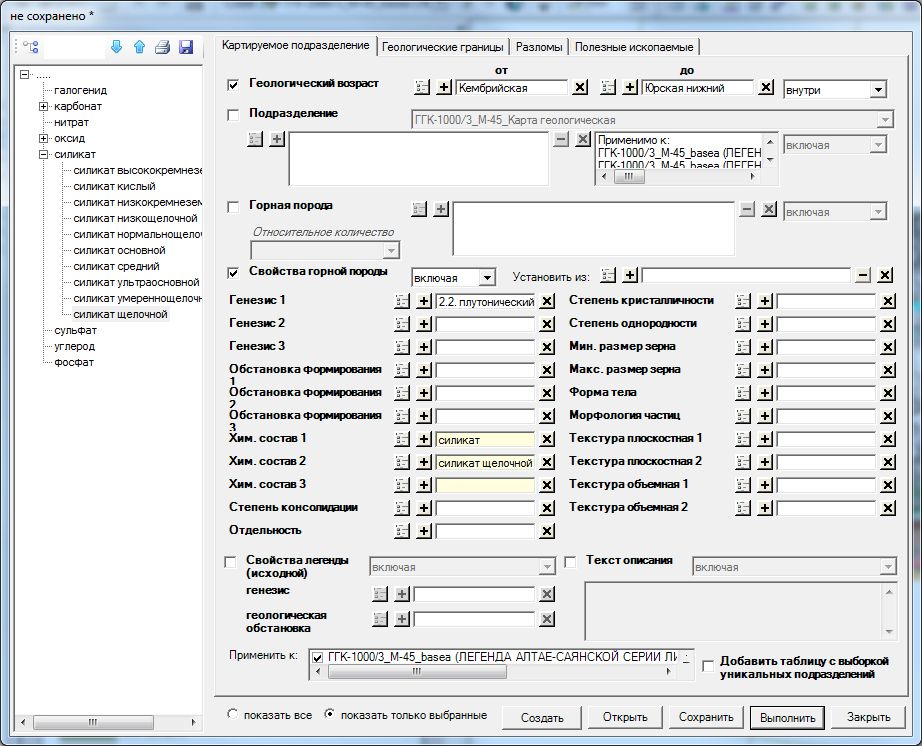 не сохранено *
.....
галогенид
карбонат
нитрат
оксид
силикат
силикат высококремнезе
силикат кислый
силикат низкокремнезем
силикат низкощелочной
силикат нормальнощелоч
силикат основной
силикат средний
силикат ультраосновной
силикат умереннощелочн
силикат щелочной
сульфат
углерод
фосфат
Картируемое подразделение
Геологические границы
Разломы
Полезные ископаемые
от
до
Геологический возраст
Кембрийская
Юрская нижний
внутри
Подразделение
ГГК-1000/3_М-45_Карта геологическая
Применимо к:
ГГК-1000/3_М-45_basea (ЛЕГЕН
ГГК-1000/3_М-45_basea (ЛЕГЕН
включая
Горная порода
включая
Относительное количество
Свойства горной породы
включая
Установить из:
Генезис 1
2.2. плутонический
Степень кристалличности
Генезис 2
Степень однородности
Генезис 3
Мин. размер зерна
Обстановка формирования 1
Макс. размер зерна
Обстановка формирования 2
Форма тела
Обстановка формирования 3
Морфология частиц
Хим. состав 1
силикат
Текстура плоскостная 1
Хим. состав 2
силикат щелочной
Текстура плоскостная 2
Хим. состав 3
Текстура объемная 1
Степень консолидации
Текстура объемная 2
Отдельность
Свойства легенды
(исходной)
включая
Текст описания
включая
генезис
геологическая
обстановка
Применить к:
ГГК-1000/3_М-45_basea (ЛЕГЕНДА АЛТАЕ-САЯНСКОЙ СЕРИИ ЛИ
Добавить таблицу с выборкой
уникальных подразделений
показать все
показать только выбранные
Создать
Открыть
Сохранить
Выполнить
Закрыть